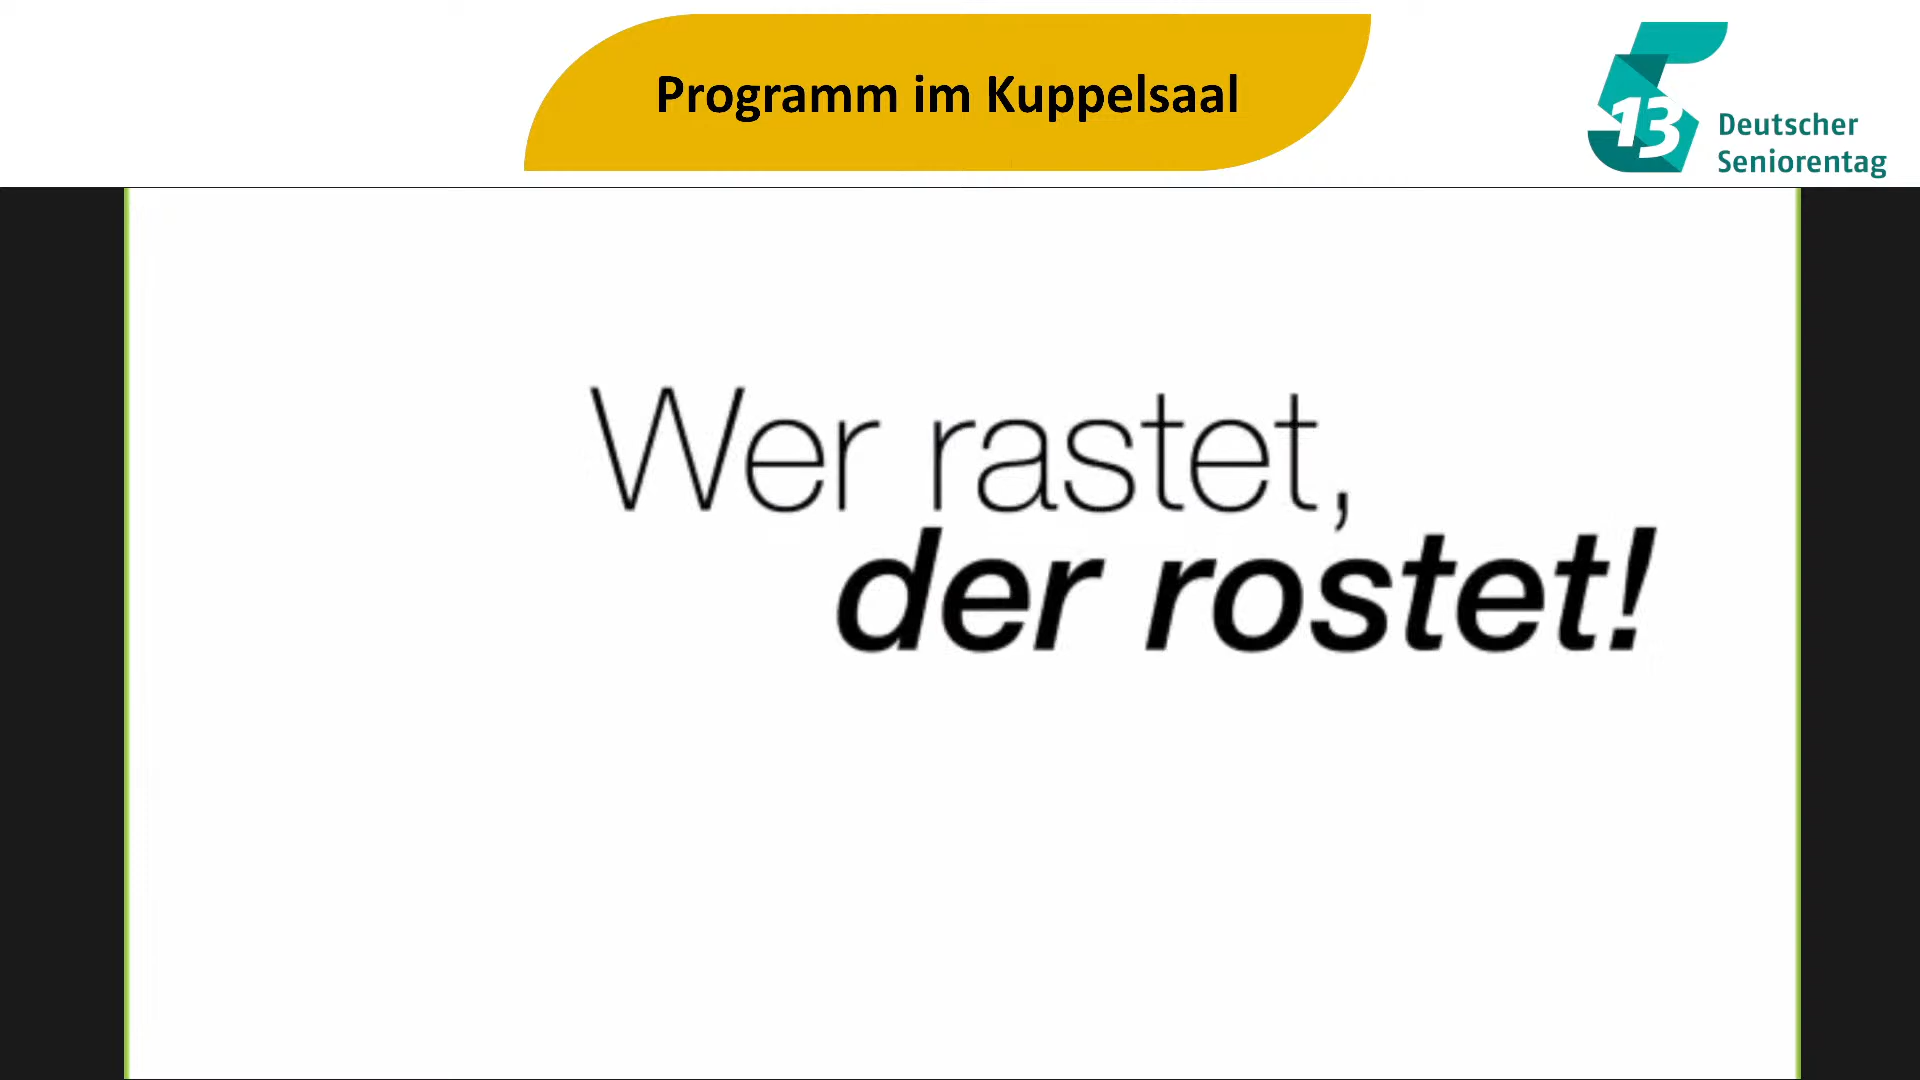 Programm im Kuppelsaal
13
Deutscher
Seniorentag
Wer rastet,
der rostet!